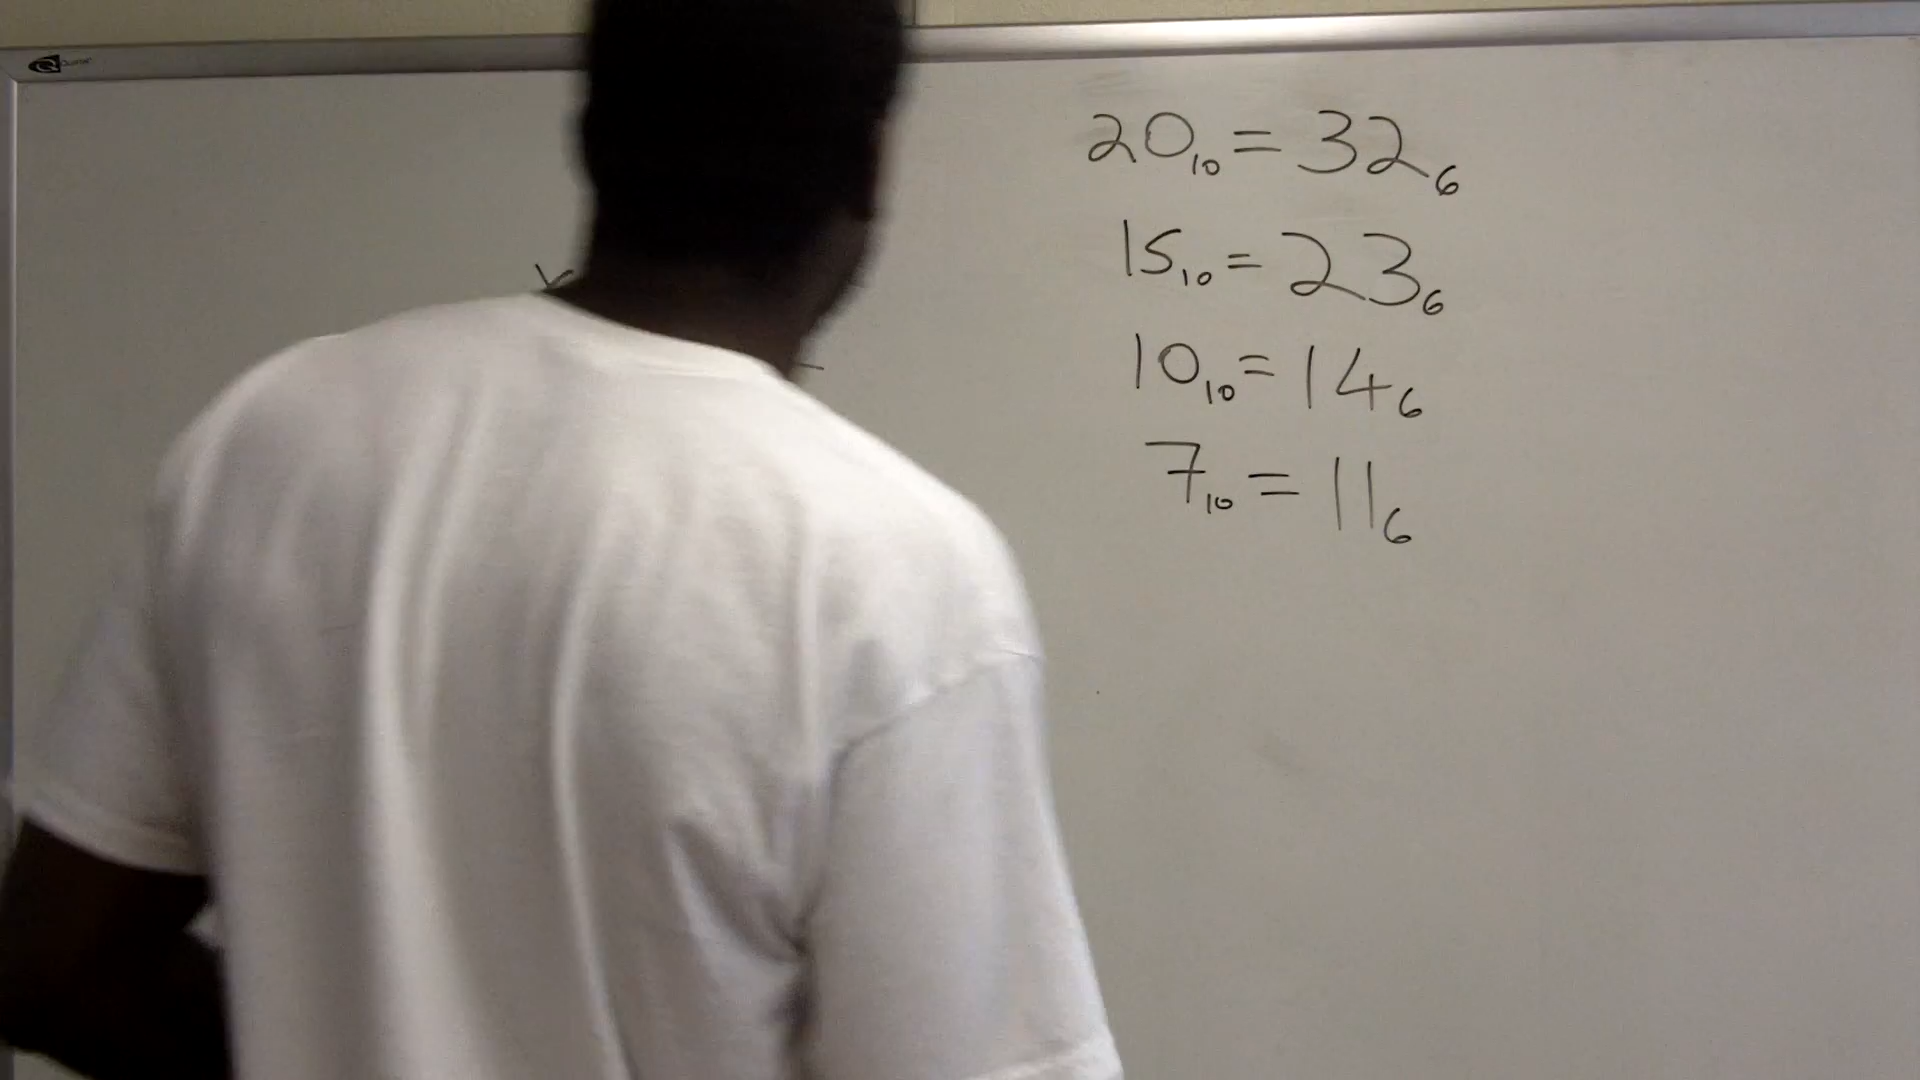 20₁₀ = 32₆
15₁₀ = 23₆
10₁₀ = 14₆
7₁₀ = 11₆